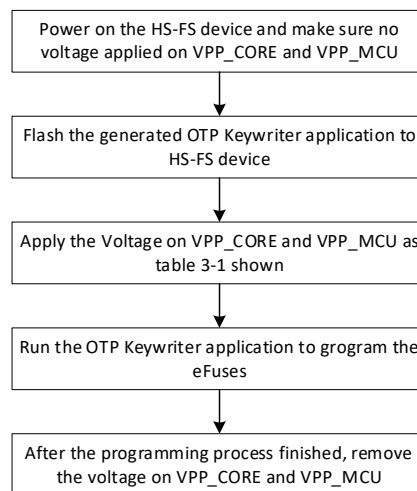 Power on the HS-FS device and make sure no
voltage applied on VPP_CORE and VPP_MCU
Flash the generated OTP Keywriter application to
HS-FS device
Apply the Voltage on VPP_CORE and VPP_MCU as
table 3-1 shown
Run the OTP Keywriter application to grogram the
eFuses
After the programming process finished, remove
the voltage on VPP_CORE and VPP_MCU